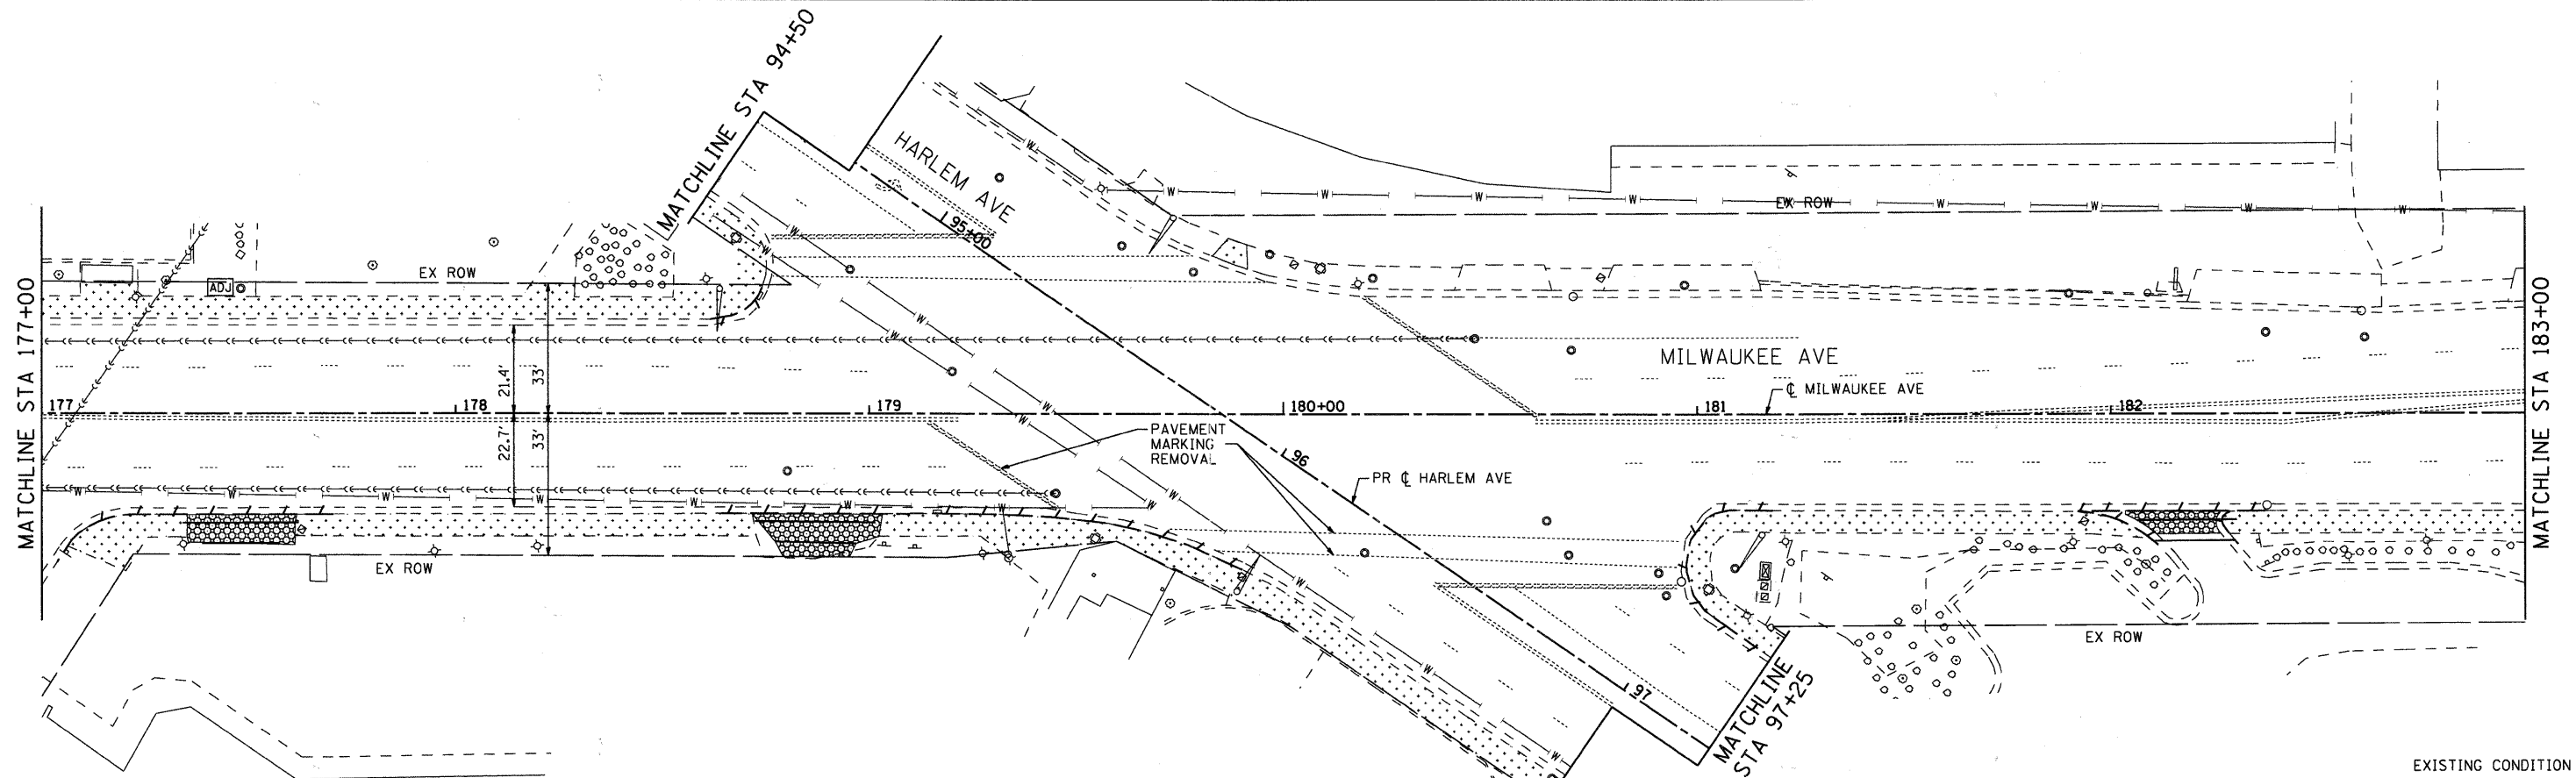 MATCHLINE STA 94+50
HARLEM AVE
95+00
W
W
W
W
W
W
W
W
W
W
EX ROW
W
W
EX ROW
ADJ
MATCHLINE STA 177+00
MATCHLINE STA 183+00
W
W
21.4'
33'
MILWAUKEE AVE
℄ MILWAUKEE AVE
177
178
179
180+00
181
182
W
W
22.7'
33'
PAVEMENT
MARKING
REMOVAL
96
PR ℄ HARLEM AVE
W
W
W
W
W
W
W
W
W
W
EX ROW
W
W
W
W
EX ROW
97
MATCHLINE
STA 97+25
EXISTING CONDITION